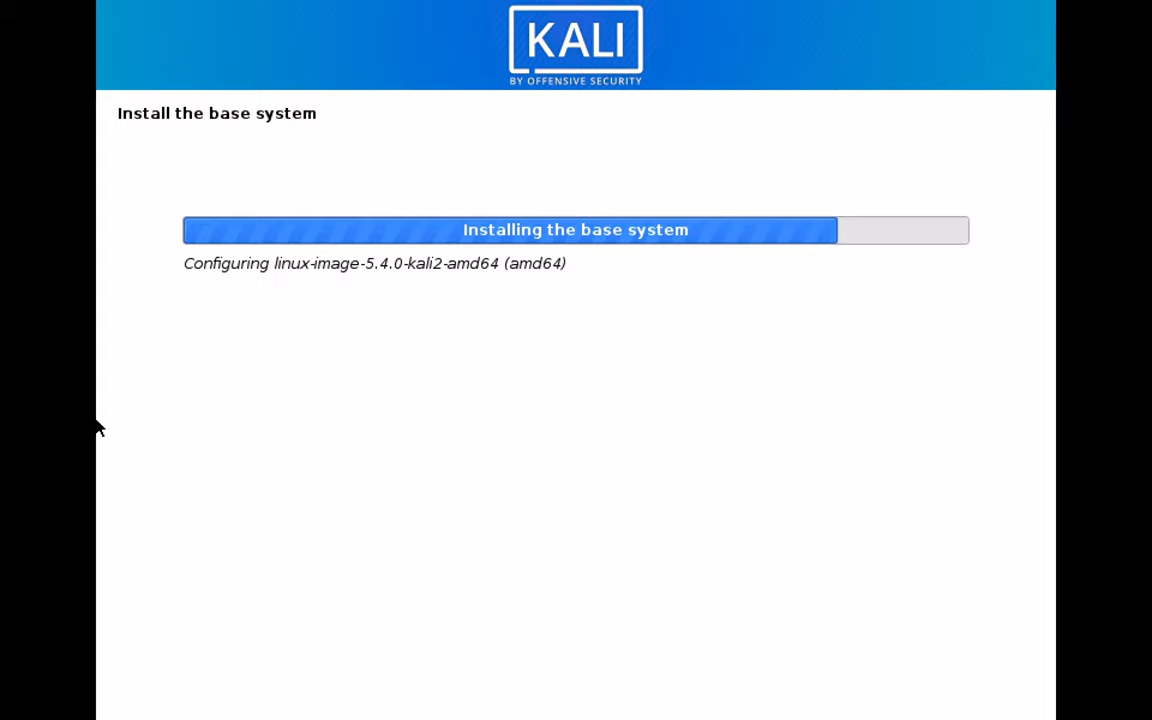 KALI
BY OFFENSIVE SECURITY
Install the base system
Installing the base system
Configuring linux-image-5.4.0-kali2-amd64 (amd64)